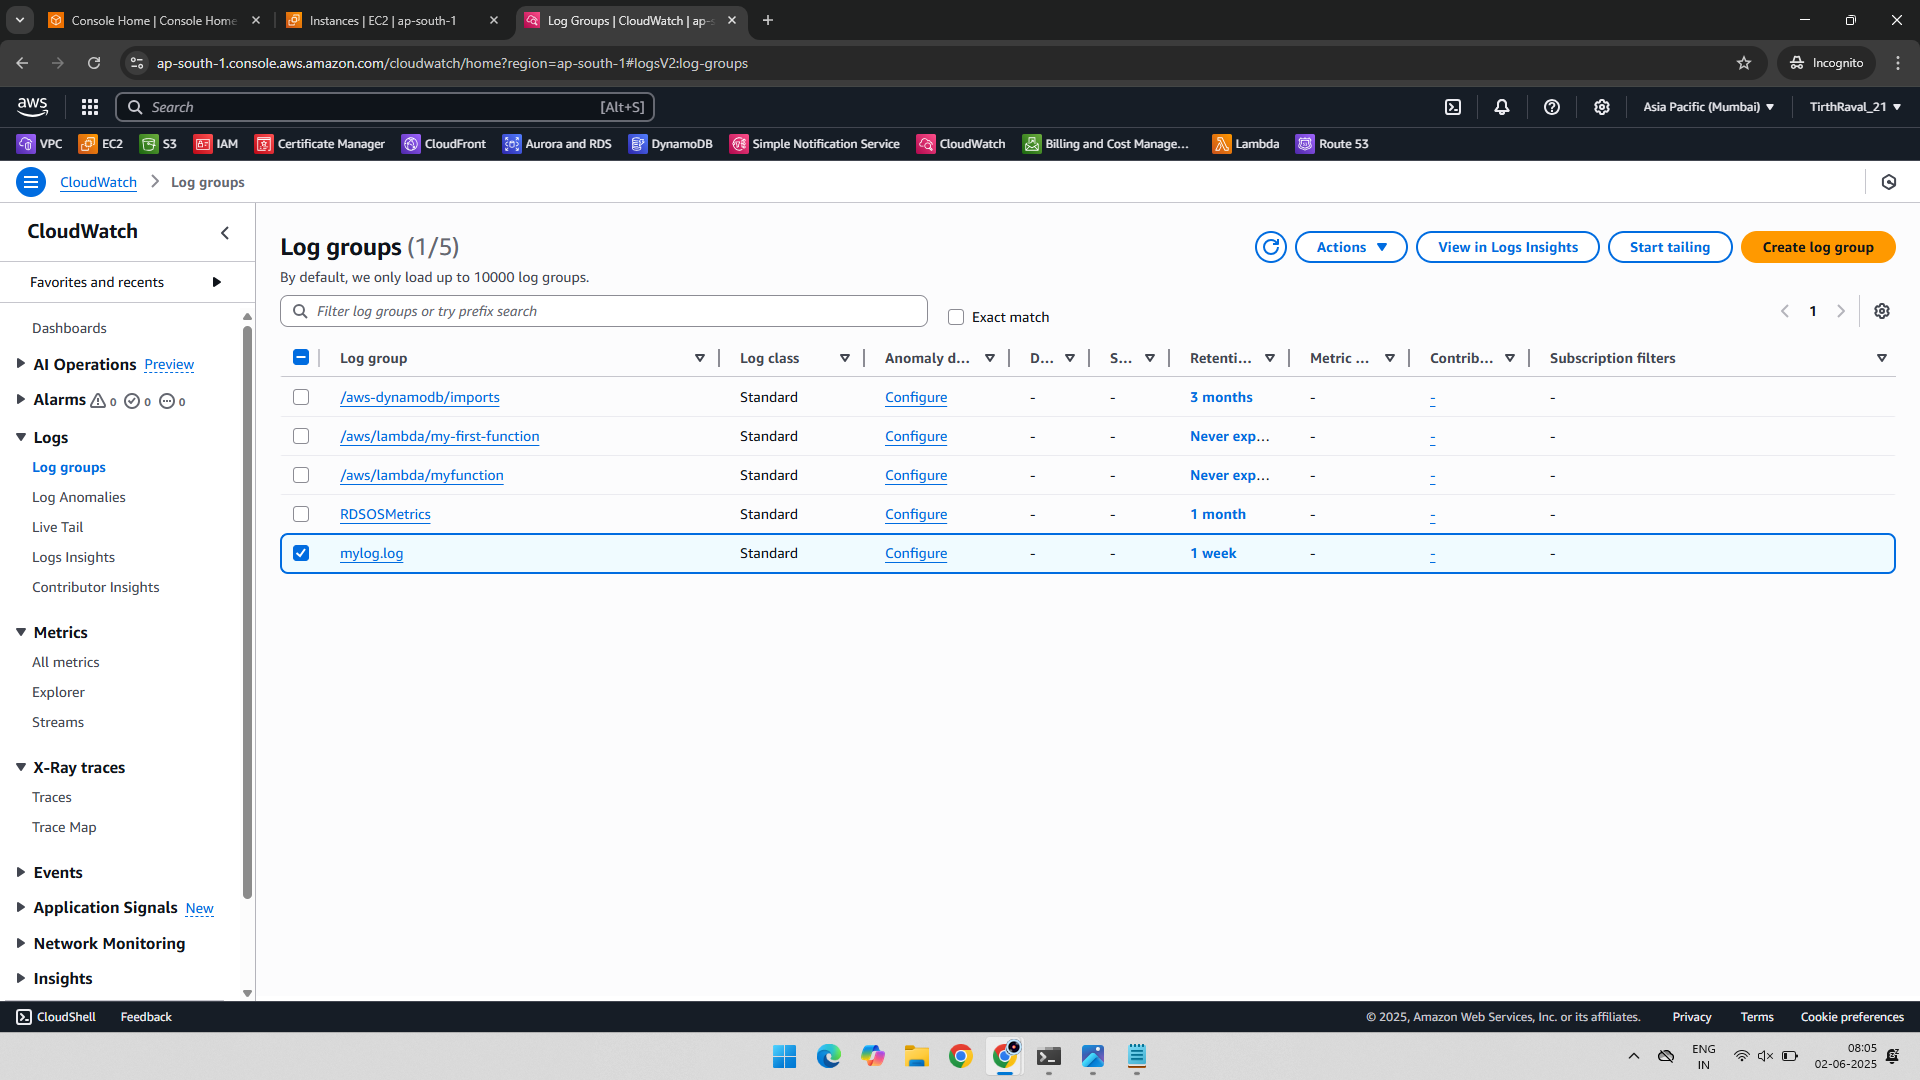 Console Home | Console Home
Instances | EC2 | ap-south-1
Log Groups | CloudWatch | ap-s
ap-south-1.console.aws.amazon.com/cloudwatch/home?region=ap-south-1#logsV2:log-groups
Incognito
aws
Search
[Alt+S]
Asia Pacific (Mumbai)
TirthRaval_21
VPC
EC2
S3
IAM
Certificate Manager
CloudFront
Aurora and RDS
DynamoDB
Simple Notification Service
CloudWatch
Billing and Cost Manage...
Lambda
Route 53
CloudWatch
Log groups
CloudWatch
Favorites and recents
Dashboards
AI Operations Preview
Alarms 0 0 0
Logs
Log groups
Log Anomalies
Live Tail
Logs Insights
Contributor Insights
Metrics
All metrics
Explorer
Streams
X-Ray traces
Traces
Trace Map
Events
Application Signals New
Network Monitoring
Insights
Log groups (1/5)
By default, we only load up to 10000 log groups.
Actions
View in Logs Insights
Start tailing
Create log group
Filter log groups or try prefix search
Exact match
1
Log group Log class Anomaly d... D... S... Retenti... Metric ... Contrib... Subscription filters
/aws-dynamodb/imports Standard Configure - - 3 months - - -
/aws/lambda/my-first-function Standard Configure - - Never exp... - - -
/aws/lambda/myfunction Standard Configure - - Never exp... - - -
RDSOSMetrics Standard Configure - - 1 month - - -
mylog.log Standard Configure - - 1 week - - -
CloudShell
Feedback
© 2025, Amazon Web Services, Inc. or its affiliates.
Privacy
Terms
Cookie preferences
ENG
IN
08:05
02-06-2025